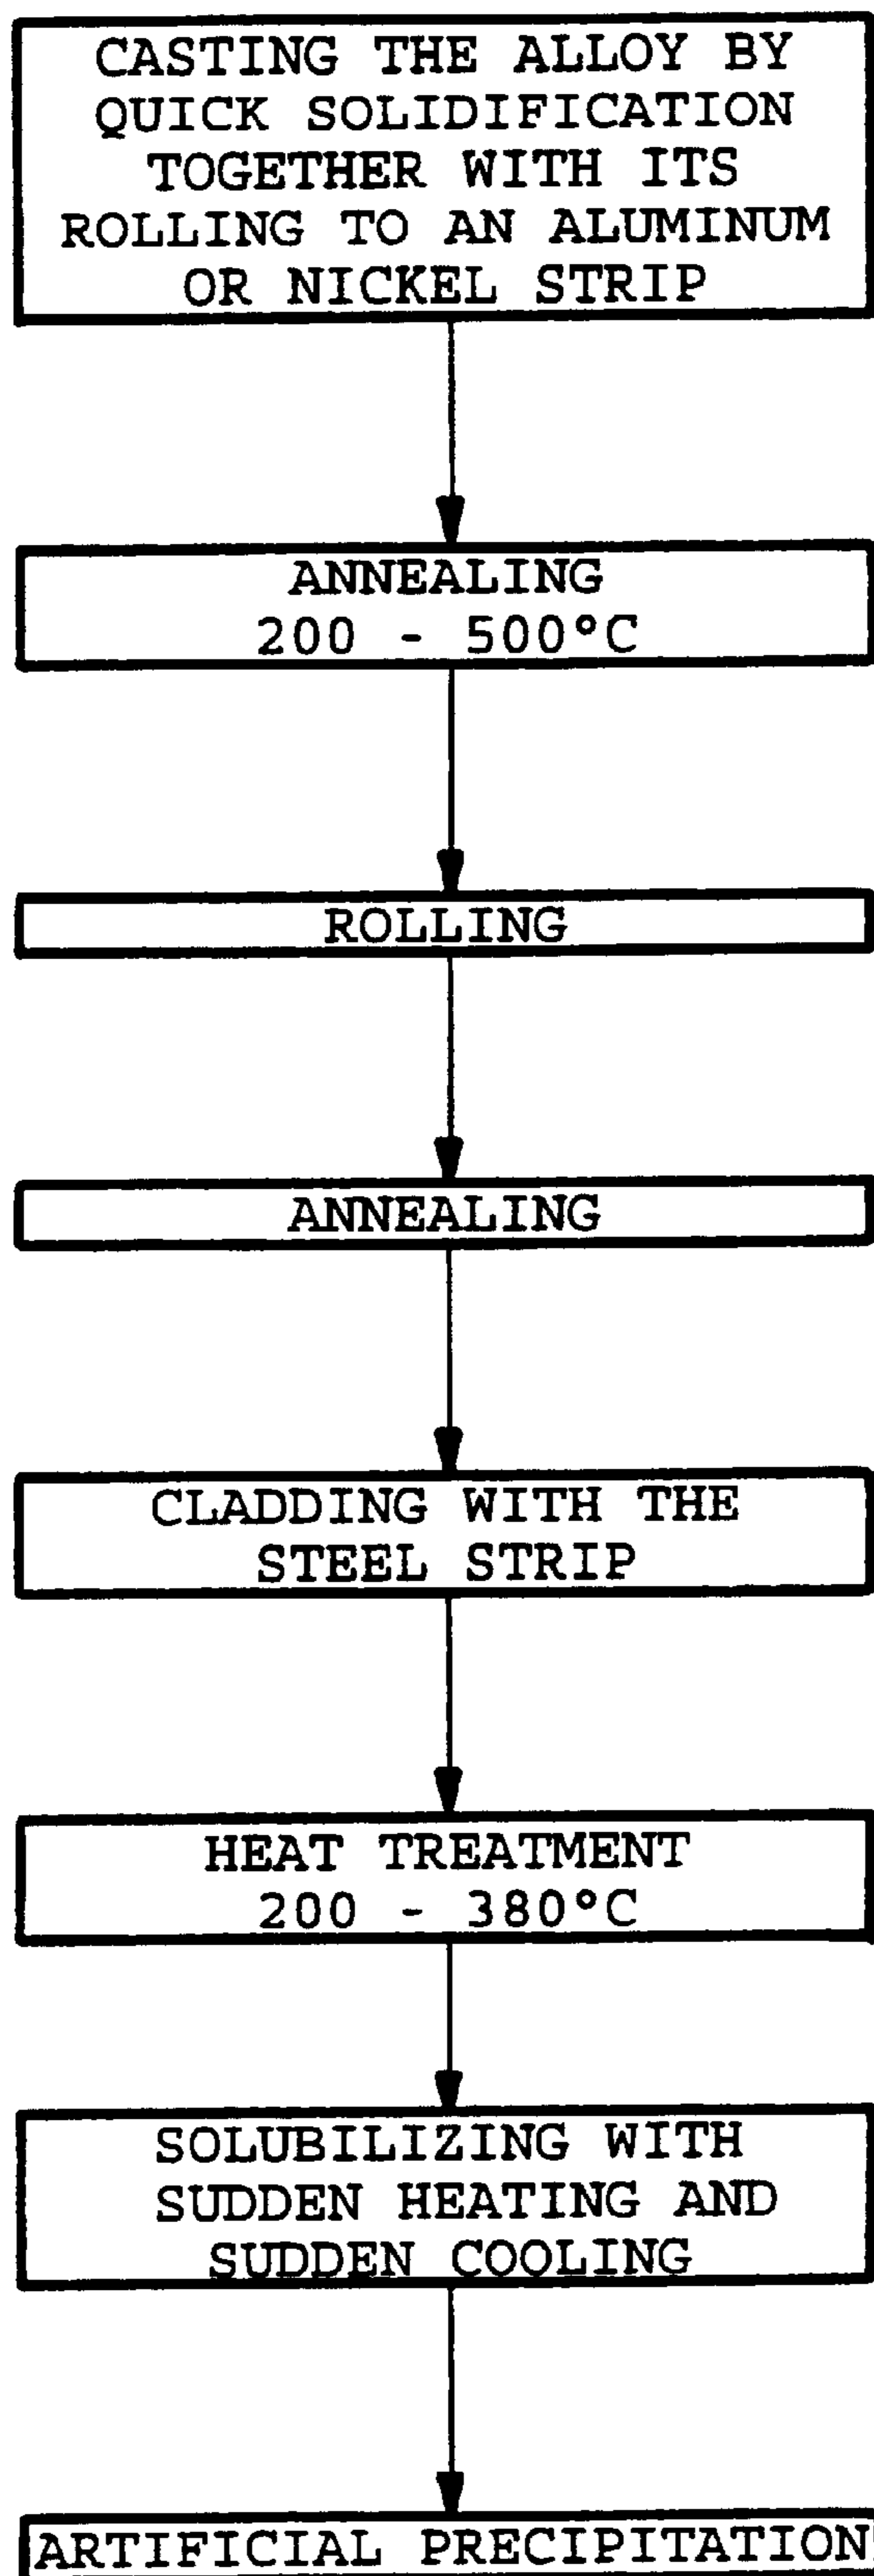 CASTING THE ALLOY BY
QUICK SOLIDIFICATION
TOGETHER WITH ITS
ROLLING TO AN ALUMINUM
OR NICKEL STRIP
ANNEALING
200 - 500°C
ROLLING
ANNEALING
CLADDING WITH THE
STEEL STRIP
HEAT TREATMENT
200 - 380°C
SOLUBILIZING WITH
SUDDEN HEATING AND
SUDDEN COOLING
ARTIFICIAL PRECIPITATION